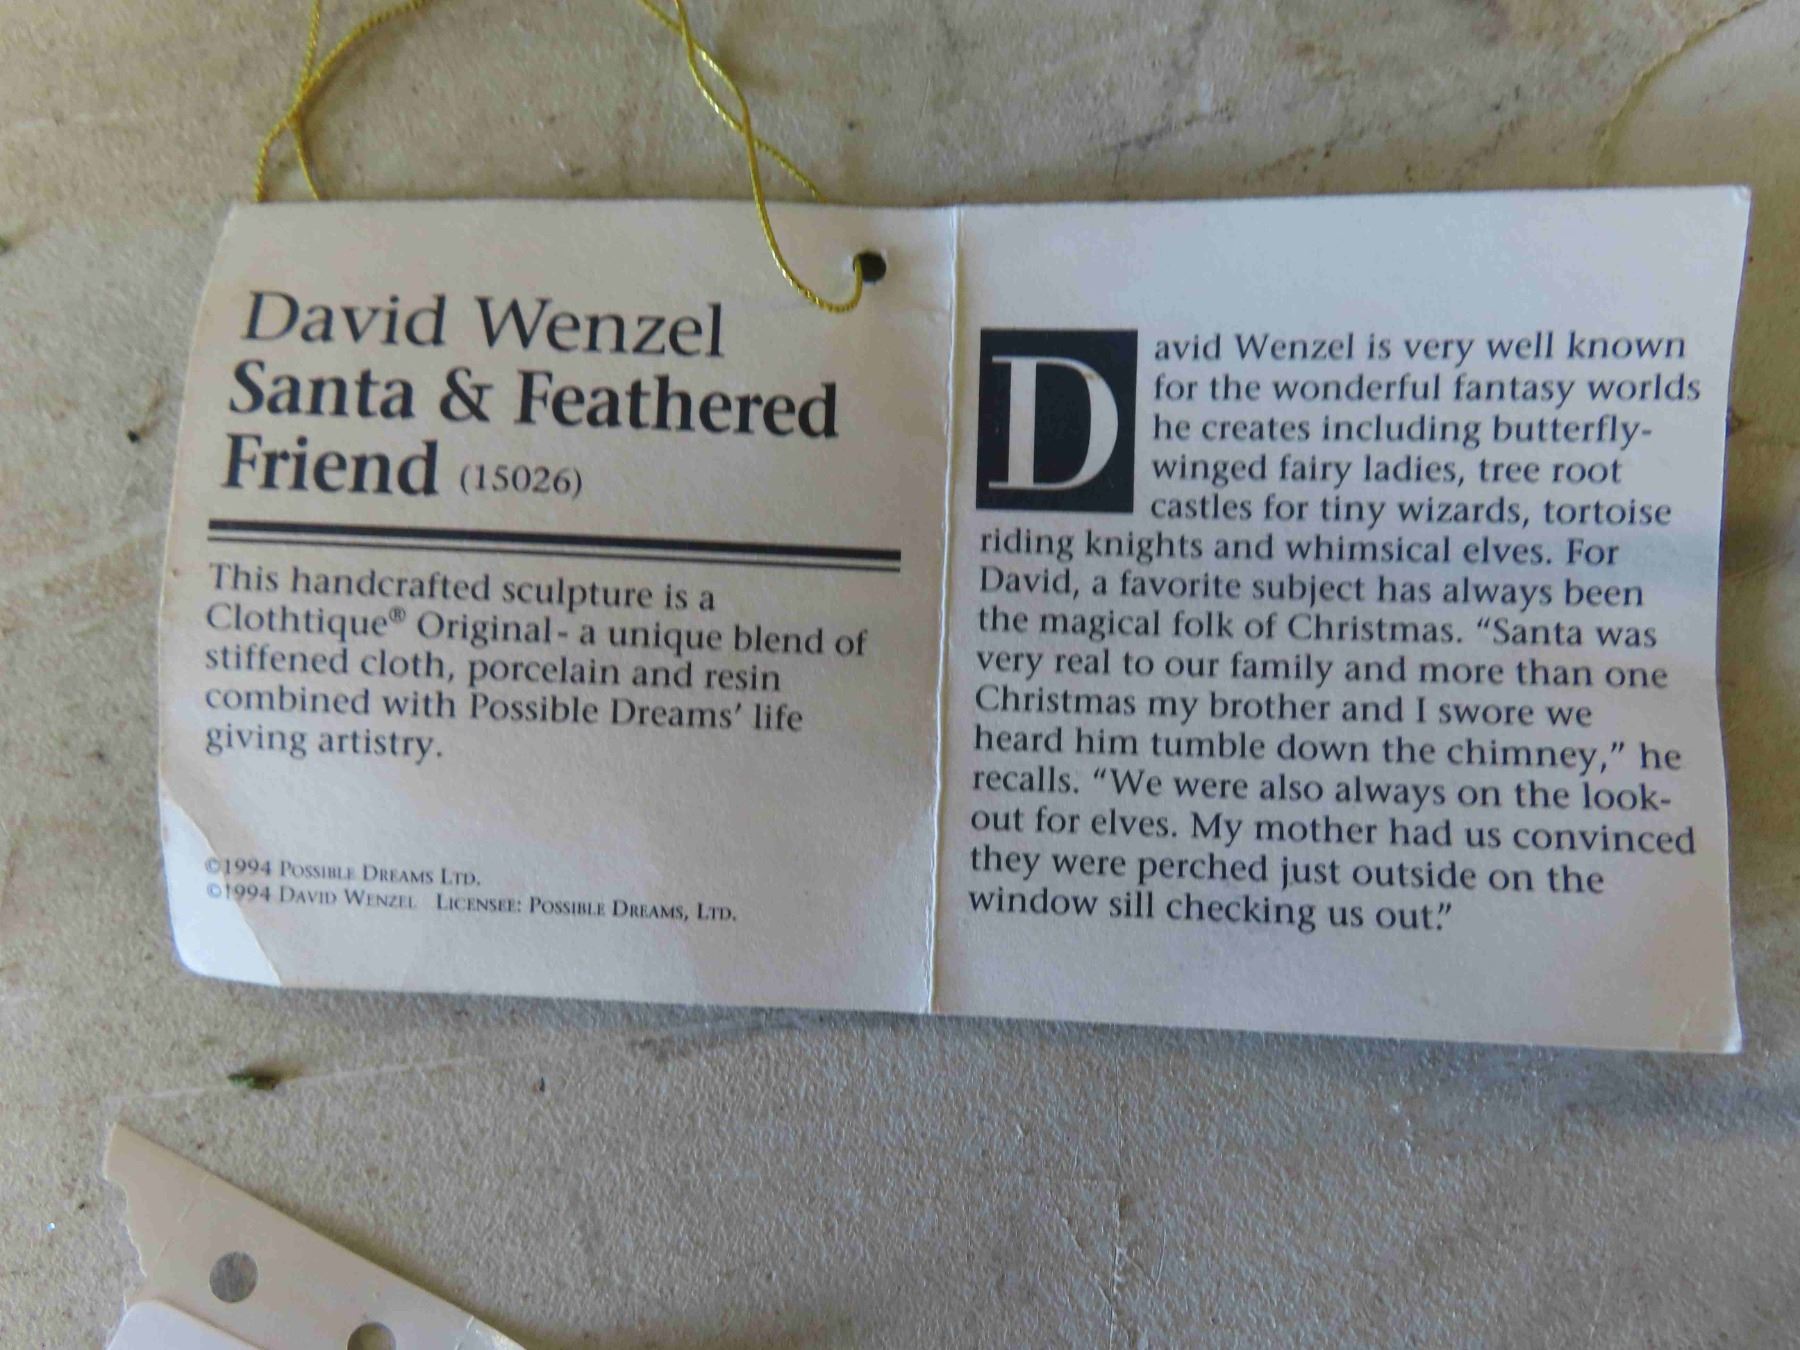 David Wenzel
Santa & Feathered
Friend (15026)
This handcrafted sculpture is a
Clothtique® Original - a unique blend of
stiffened cloth, porcelain and resin
combined with Possible Dreams' life
giving artistry.
©1994 POSSIBLE DREAMS LTD.
©1994 DAVID WENZEL LICENSEE: POSSIBLE DREAMS, LTD.
David Wenzel is very well known
for the wonderful fantasy worlds
he creates including butterfly-
winged fairy ladies, tree root
castles for tiny wizards, tortoise
riding knights and whimsical elves. For
David, a favorite subject has always been
the magical folk of Christmas. "Santa was
very real to our family and more than one
Christmas my brother and I swore we
heard him tumble down the chimney," he
recalls. "We were also always on the look-
out for elves. My mother had us convinced
they were perched just outside on the
window sill checking us out."